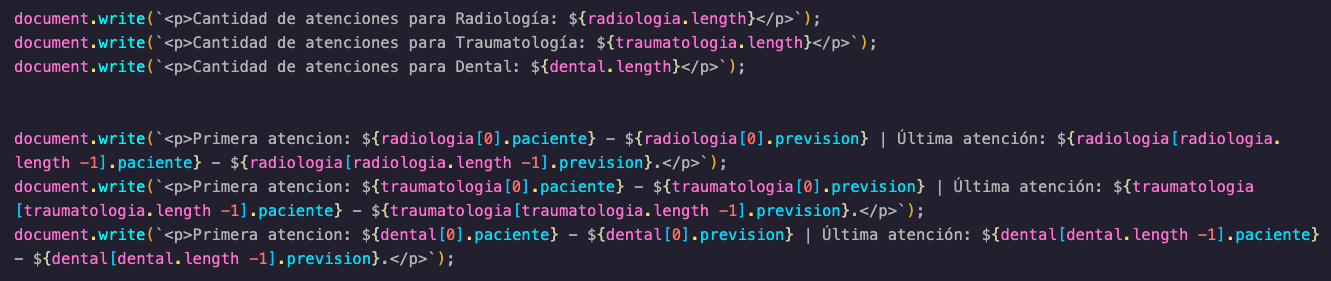 document.write(`<p>Cantidad de atenciones para Radiología: ${radiologia.length}</p>`);
document.write(`<p>Cantidad de atenciones para Traumatología: ${traumatologia.length}</p>`);
document.write(`<p>Cantidad de atenciones para Dental: ${dental.length}</p>`);
document.write(`<p>Primera atencion: ${radiologia[0].paciente} – ${radiologia[0].prevision} | Última atención: ${radiologia[radiologia.
length -1].paciente} – ${radiologia[radiologia.length -1].prevision}.</p>`);
document.write(`<p>Primera atencion: ${traumatologia[0].paciente} – ${traumatologia[0].prevision} | Última atención: ${traumatologia
[traumatologia.length -1].paciente} – ${traumatologia[traumatologia.length -1].prevision}.</p>`);
document.write(`<p>Primera atencion: ${dental[0].paciente} – ${dental[0].prevision} | Última atención: ${dental[dental.length -1].paciente}
– ${dental[dental.length -1].prevision}.</p>`);